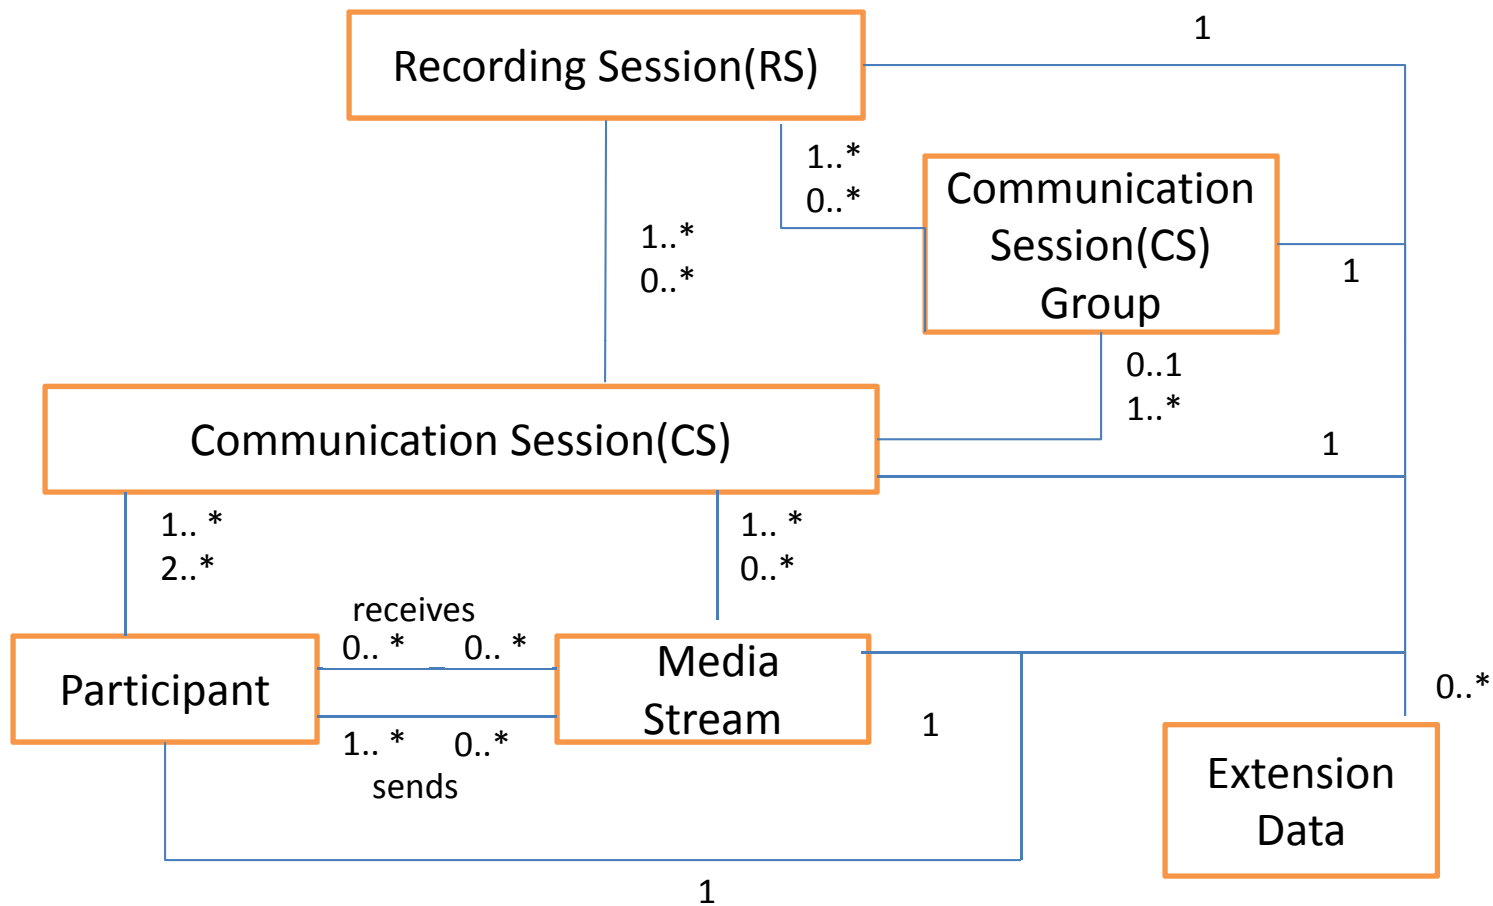 1
Recording Session(RS)
1..*
0..*
Communication
Session(CS)
Group
1..*
0..*
1
0..1
1..*
Communication Session(CS)
1
1.. *
2..*
1.. *
0..*
receives
0.. *
0.. *
Participant
Media
Stream
0..*
1.. *
0..*
sends
1
Extension
Data
1